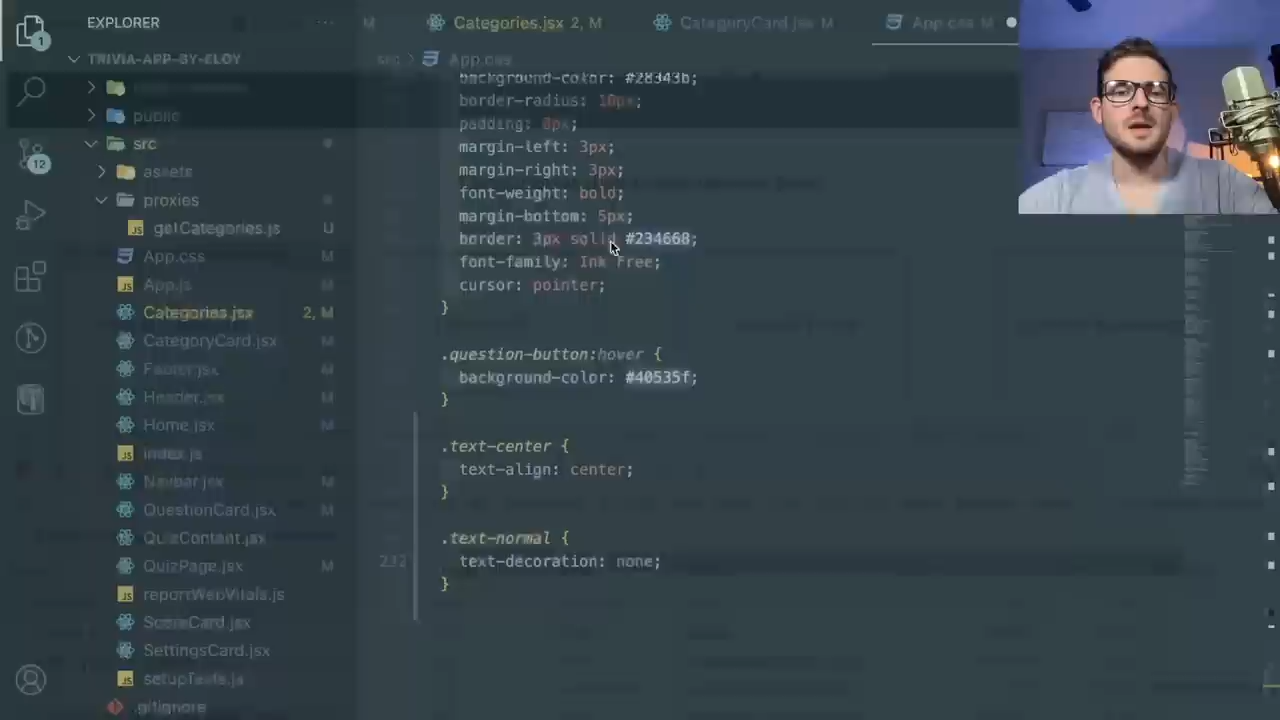 EXPLORER
TRIVIA-APP-BY-ELOY
public
src
assets
proxies
getCategories.js U
App.css
App.js M
Categories.jsx 2, M
CategoryCard.jsx M
Footer.jsx M
Header.jsx M
Home.jsx M
index.js
Navbar.jsx M
QuestionCard.jsx M
QuizContent.jsx
QuizPage.jsx M
reportWebVitals.js
ScoreCard.jsx
SettingsCard.jsx
setupTests.js
.gitignore
1
12
M
Categories.jsx 2, M
CategoryCard.jsx M
App.css M
src > App.css
background-color: #28343b;
border-radius: 10px;
padding: 8px;
margin-left: 3px;
margin-right: 3px;
font-weight: bold;
margin-bottom: 5px;
border: 3px solid #234668;
font-family: Ink Free;
cursor: pointer;
}
.question-button:hover {
background-color: #40535f;
}
.text-center {
text-align: center;
}
.text-normal {
232 text-decoration: none;
}